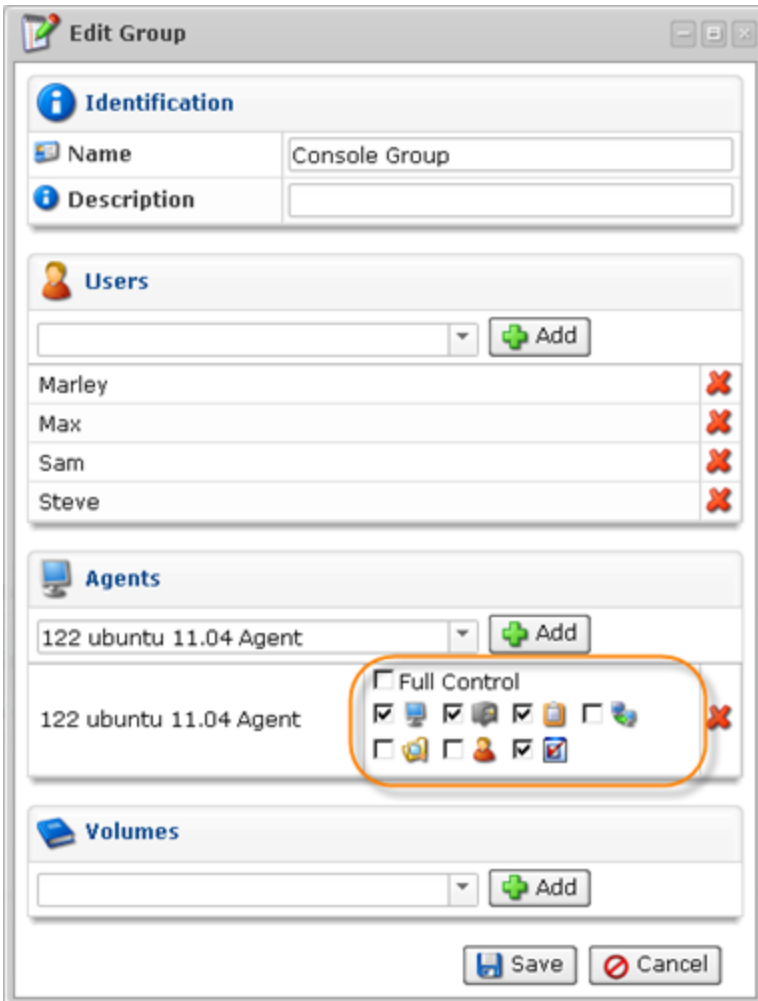 Edit Group
Identification
Name Console Group
Description
Users
Add
Marley
Max
Sam
Steve
Agents
122 ubuntu 11.04 Agent Add
Full Control
122 ubuntu 11.04 Agent
Volumes
Add
Save Cancel